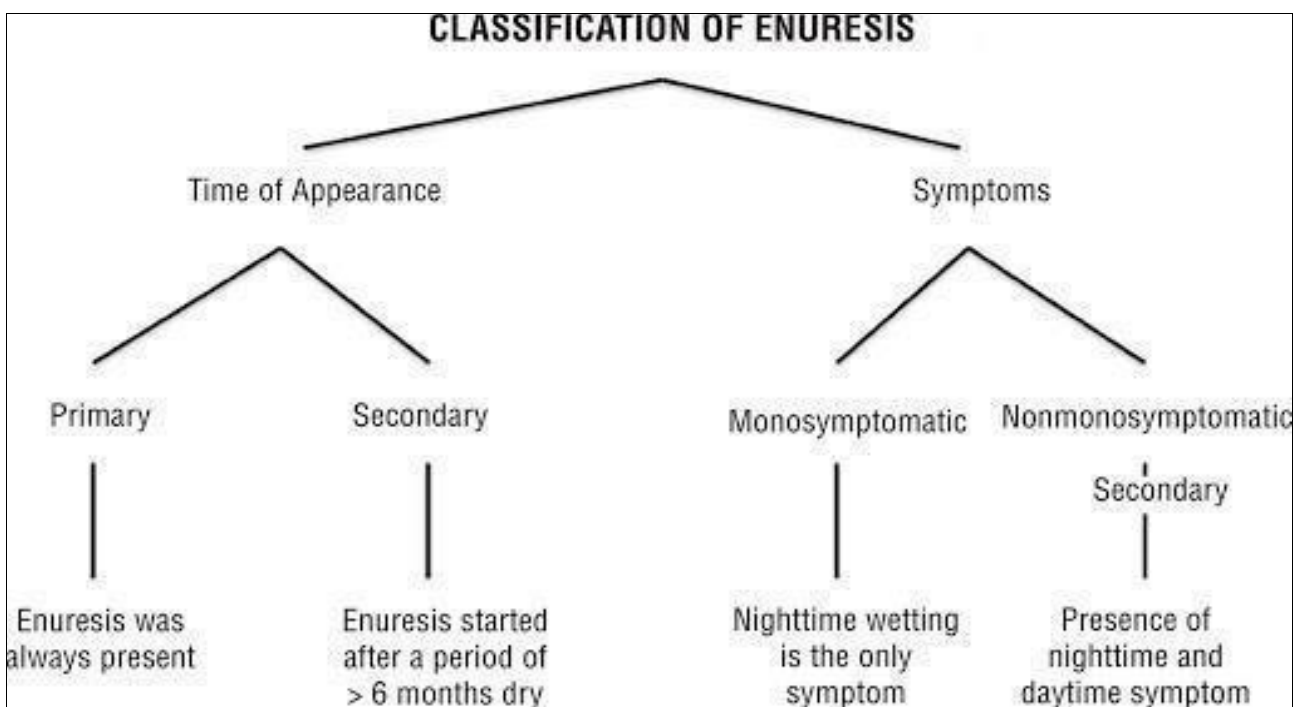 CLASSIFICATION OF ENURESIS
Time of Appearance
Symptoms
Primary
Secondary
Monosymptomatic
Nonmonosymptomatic
Secondary
Enuresis was
always present
Enuresis started
after a period of
> 6 months dry
Nighttime wetting
is the only
symptom
Presence of
nighttime and
daytime symptom